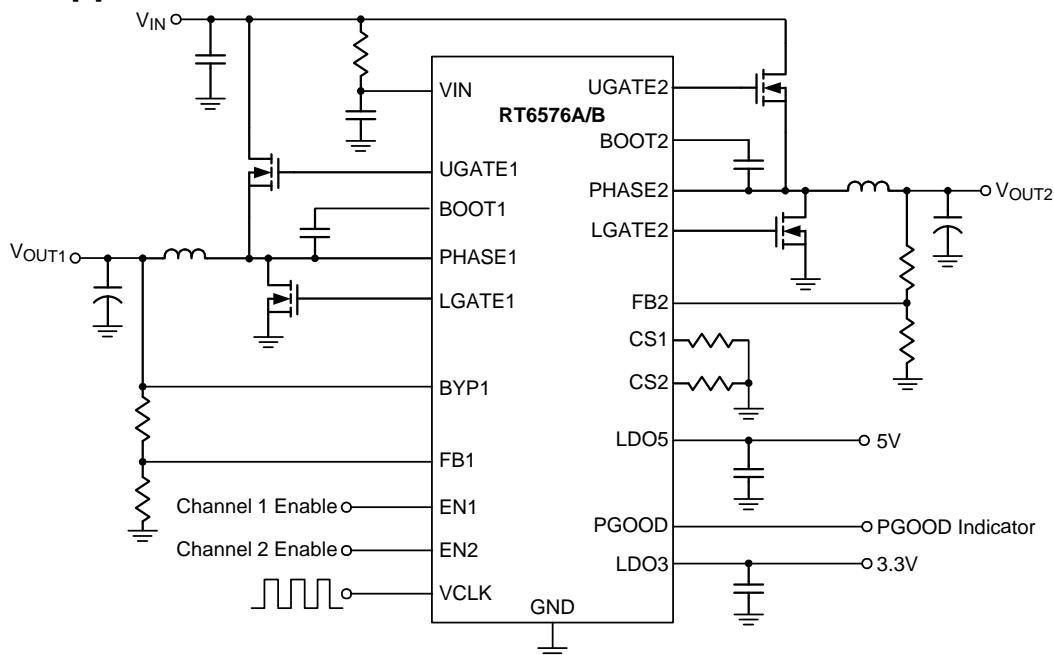 VIN
VIN
RT6576A/B
UGATE2
BOOT2
UGATE1
PHASE2
VOUT2
BOOT1
LGATE2
VOUT1
PHASE1
LGATE1
FB2
CS1
BYP1
CS2
LDO5
5V
FB1
Channel 1 Enable
EN1
PGOOD
PGOOD Indicator
Channel 2 Enable
EN2
LDO3
3.3V
VCLK
GND